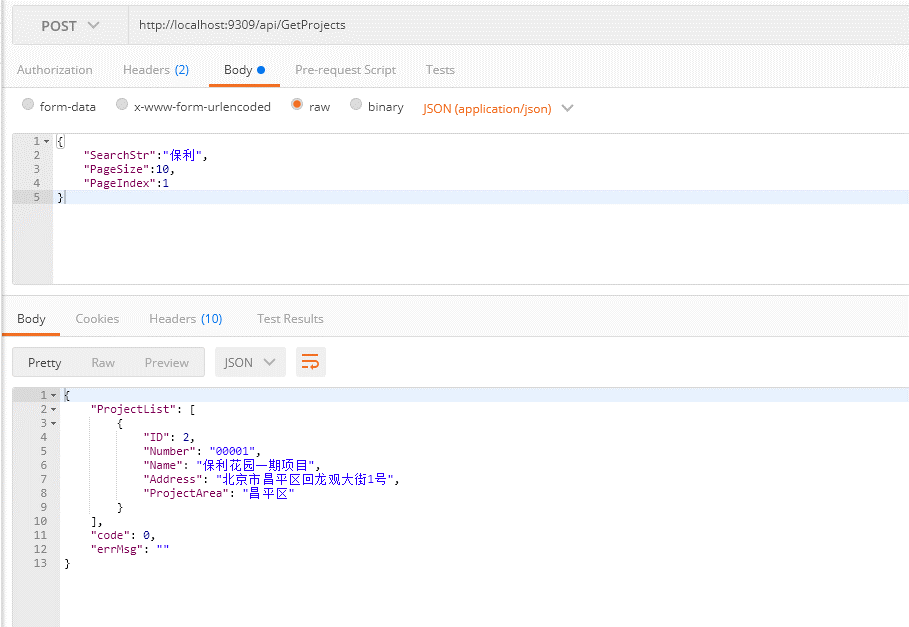 POST http://localhost:9309/api/GetProjects
Authorization Headers (2) Body Pre-request Script Tests
form-data x-www-form-urlencoded raw binary JSON (application/json)
1 {
2 "SearchStr":"保利",
3 "PageSize":10,
4 "PageIndex":1
5 }
Body Cookies Headers (10) Test Results
Pretty Raw Preview JSON
1 {
2 "ProjectList": [
3 {
4 "ID": 2,
5 "Number": "00001",
6 "Name": "保利花园一期项目",
7 "Address": "北京市昌平区回龙观大街1号",
8 "ProjectArea": "昌平区"
9 }
10 ],
11 "code": 0,
12 "errMsg": ""
13 }